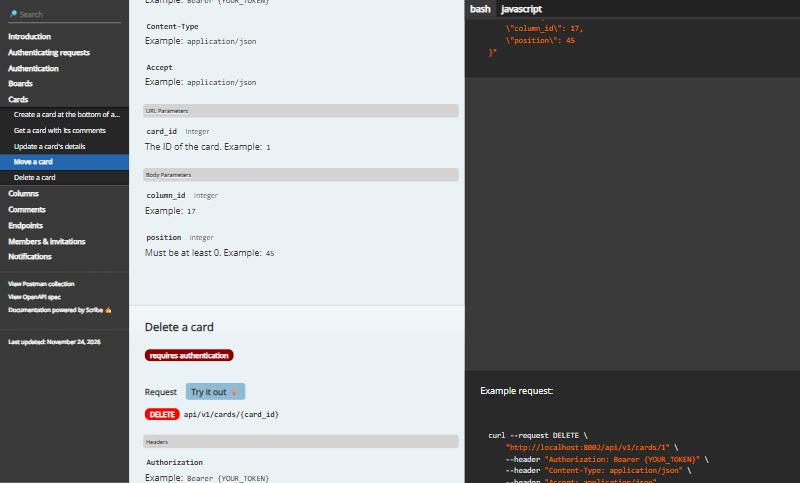 Search
Introduction
Authenticating requests
Authentication
Boards
Cards
Create a card at the bottom of a...
Get a card with its comments
Update a card's details
Move a card
Delete a card
Columns
Comments
Endpoints
Members & invitations
Notifications
View Postman collection
View OpenAPI spec
Documentation powered by Scribe ✍
Last updated: November 24, 2026
Example: Bearer {YOUR_TOKEN}
Content-Type
Example: application/json
Accept
Example: application/json
URL Parameters
card_id integer
The ID of the card. Example: 1
Body Parameters
column_id integer
Example: 17
position integer
Must be at least 0. Example: 45
Delete a card
requires authentication
Request Try it out
DELETE api/v1/cards/{card_id}
Headers
Authorization
Example: Bearer {YOUR_TOKEN}
bash javascript
\"column_id\": 17,
\"position\": 45
}"
Example request:
curl --request DELETE \
"http://localhost:8002/api/v1/cards/1" \
--header "Authorization: Bearer {YOUR_TOKEN}" \
--header "Content-Type: application/json" \
--header "Accept: application/json"